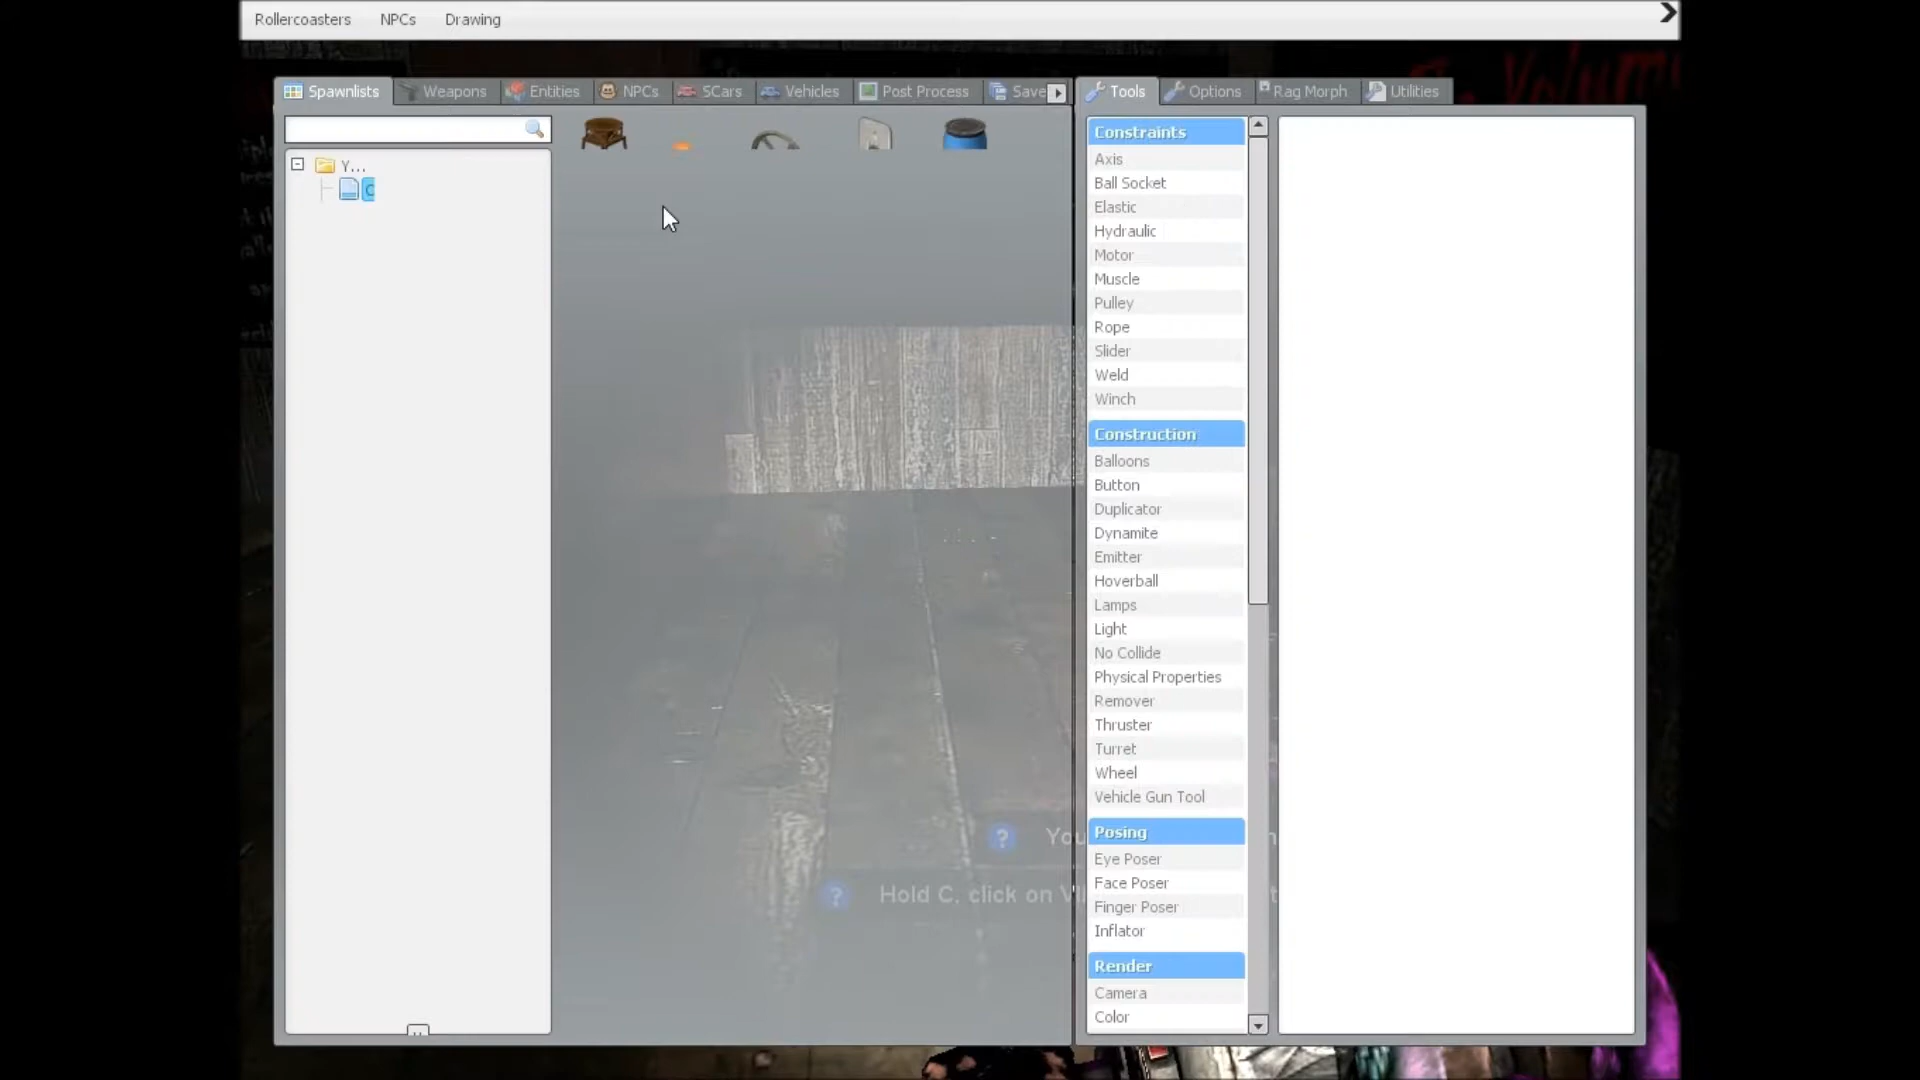 Rollercoasters NPCs Drawing
Spawnlists Weapons Entities NPCs SCars Vehicles Post Process Save
Tools Options Rag Morph Utilities
Y...
C
Constraints
Axis
Ball Socket
Elastic
Hydraulic
Motor
Muscle
Pulley
Rope
Slider
Weld
Winch
Construction
Balloons
Button
Duplicator
Dynamite
Emitter
Hoverball
Lamps
Light
No Collide
Physical Properties
Remover
Thruster
Turret
Wheel
Vehicle Gun Tool
Posing
Eye Poser
Face Poser
Finger Poser
Inflator
Render
Camera
Color
? You
? Hold C, click on